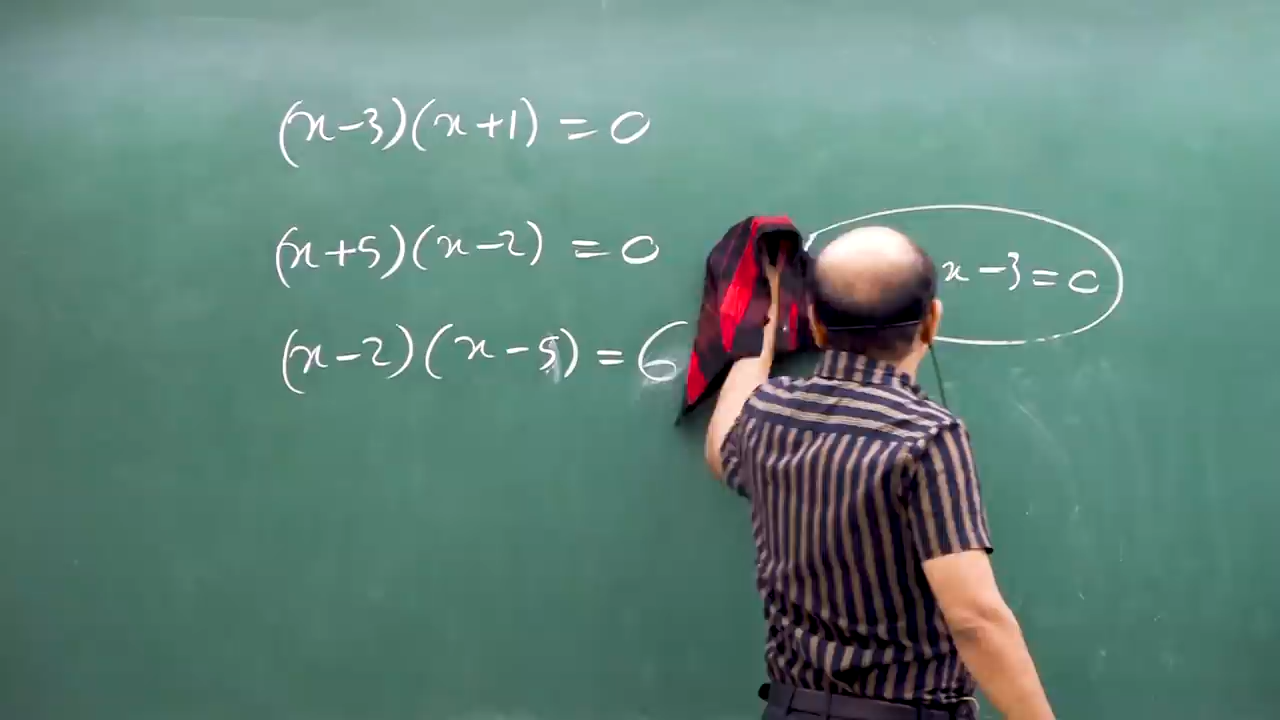 (x-3)(x+1) = 0
(x+5)(x-2) = 0
x-3=0
(x-2)(x-5) = 6